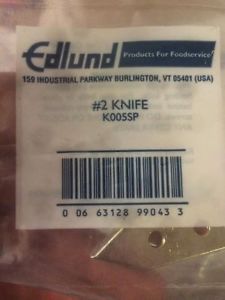 Edlund
Products For Foodservice
159 INDUSTRIAL PARKWAY BURLINGTON, VT 05401 (USA)
#2 KNIFE
K005SP
0 06 63128 99043 3